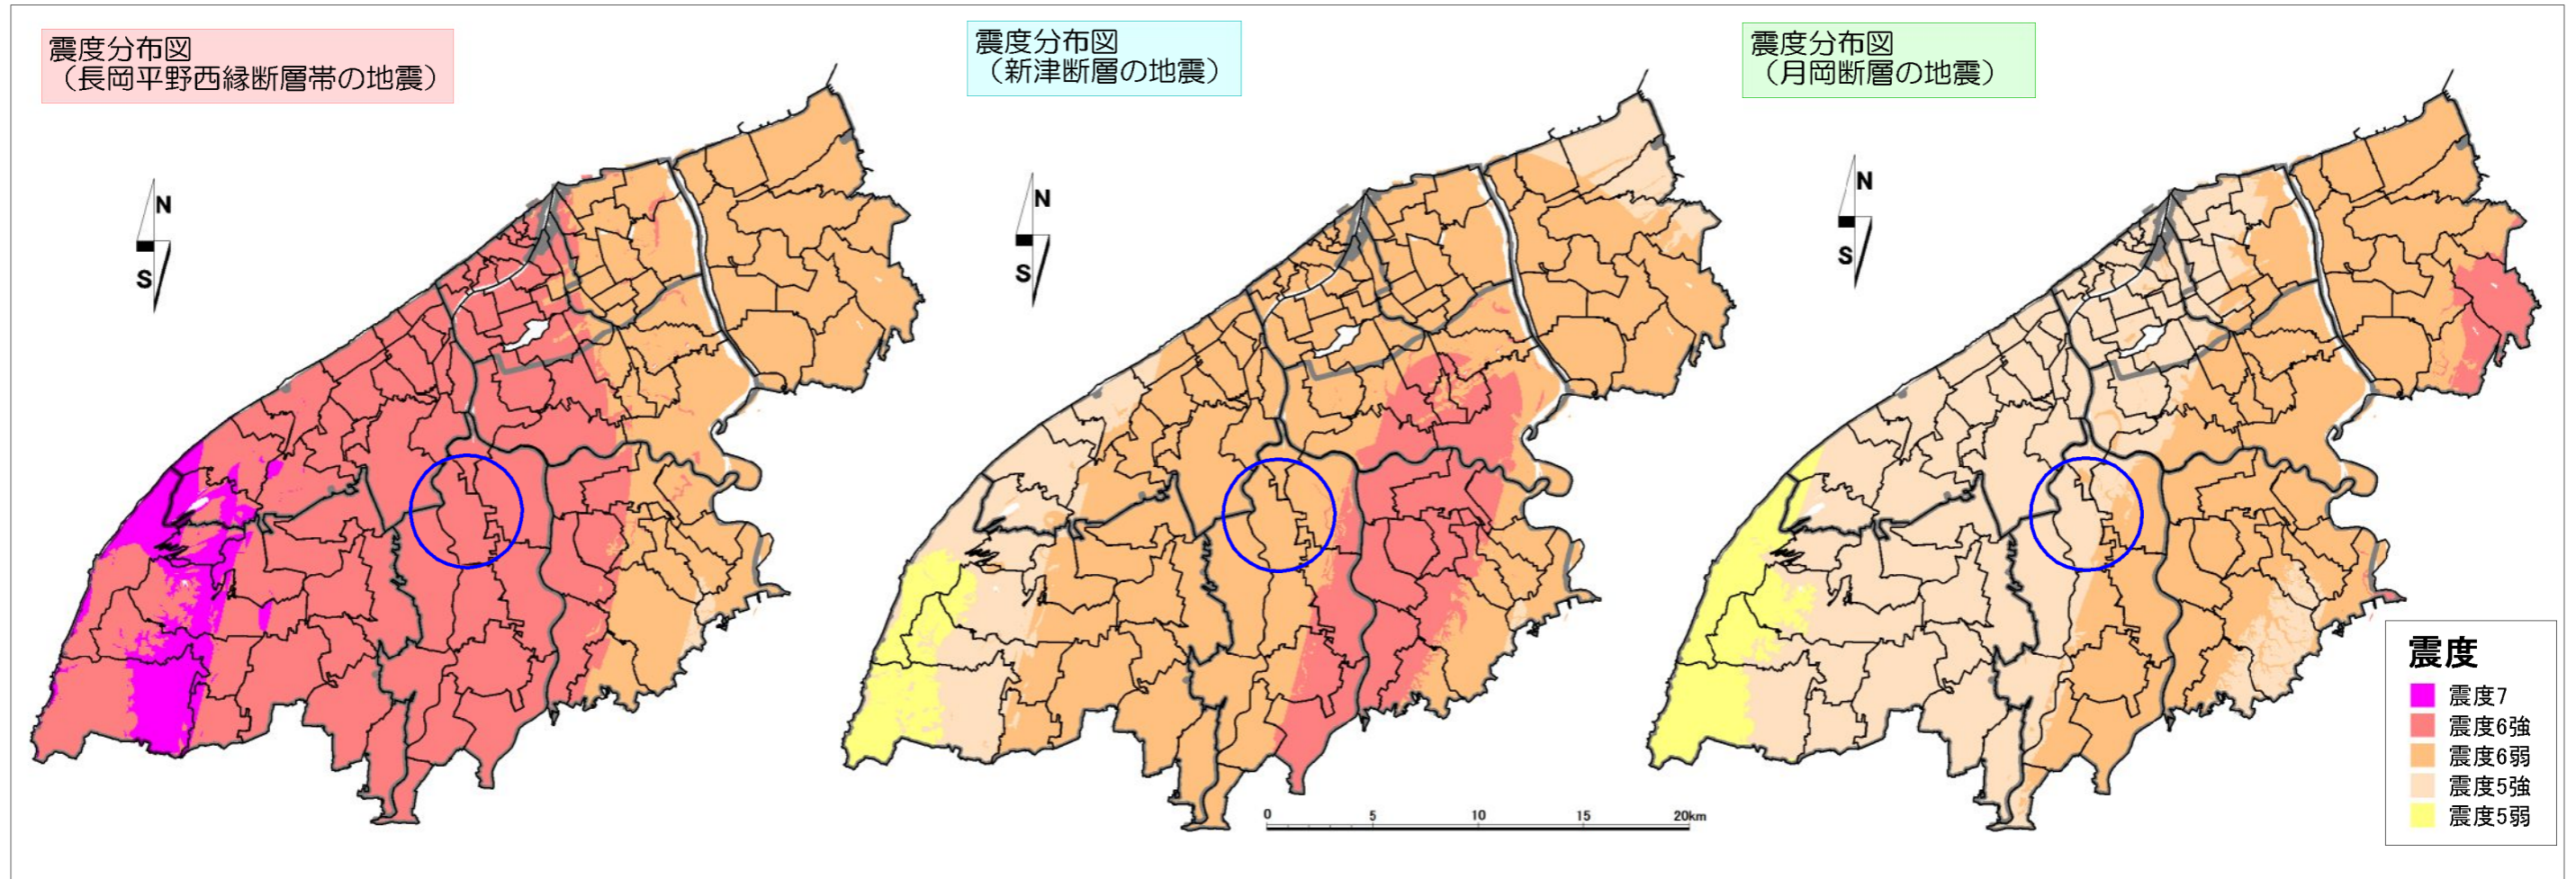 震度分布図
（長岡平野西縁断層帯の地震）
震度分布図
（新津断層の地震）
震度分布図
（月岡断層の地震）
N
S
N
S
N
S
0 5 10 15 20km
震度
震度7
震度6強
震度6弱
震度5強
震度5弱